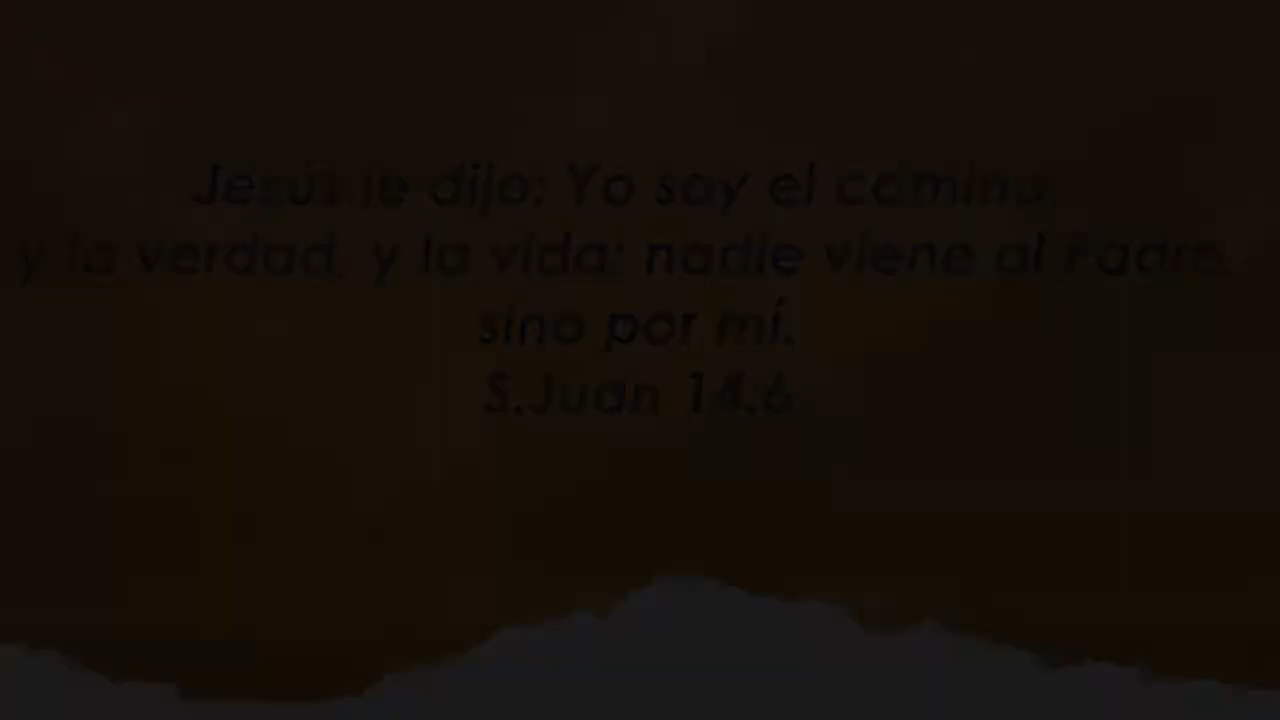 Jesús le dijo: Yo soy el camino,
y la verdad, y la vida; nadie viene al Padre,
sino por mí.
S.Juan 14:6